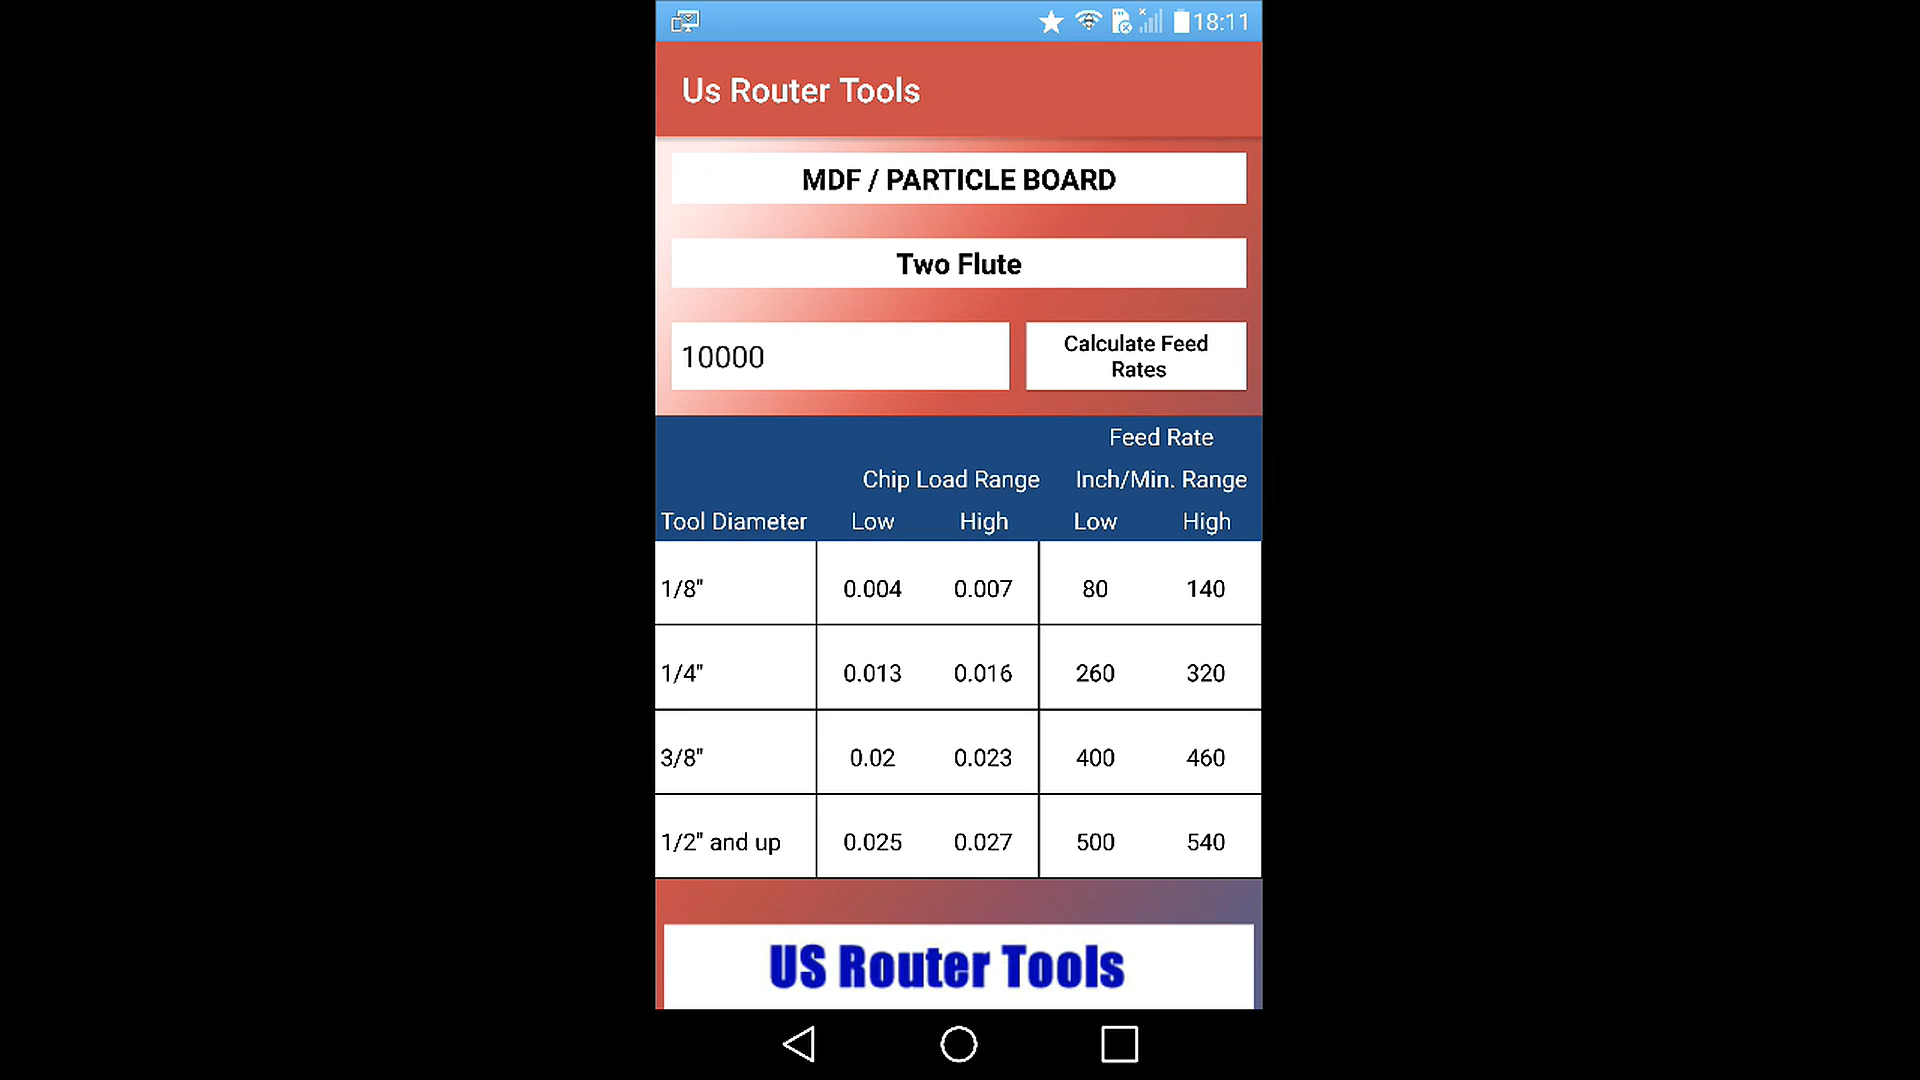 18:11
Us Router Tools
MDF / PARTICLE BOARD
Two Flute
10000
Calculate Feed
Rates
Feed Rate
Chip Load Range Inch/Min. Range
Tool Diameter Low High Low High
1/8" 0.004 0.007 80 140
1/4" 0.013 0.016 260 320
3/8" 0.02 0.023 400 460
1/2" and up 0.025 0.027 500 540
US Router Tools